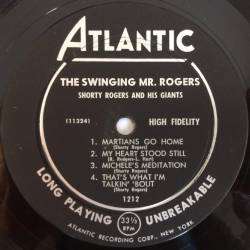 ATLANTIC
THE SWINGING MR. ROGERS
SHORTY ROGERS AND HIS GIANTS
(11324) HIGH FIDELITY
1. MARTIANS GO HOME
(Shorty Rogers)
2. MY HEART STOOD STILL
(R. Rodgers-L. Hart)
3. MICHELE'S MEDITATION
(Shorty Rogers)
4. THAT'S WHAT I'M
TALKIN' 'BOUT
(Shorty Rogers)
1212
LONG PLAYING 33⅓ RPM UNBREAKABLE
ATLANTIC RECORDING CORP., NEW YORK